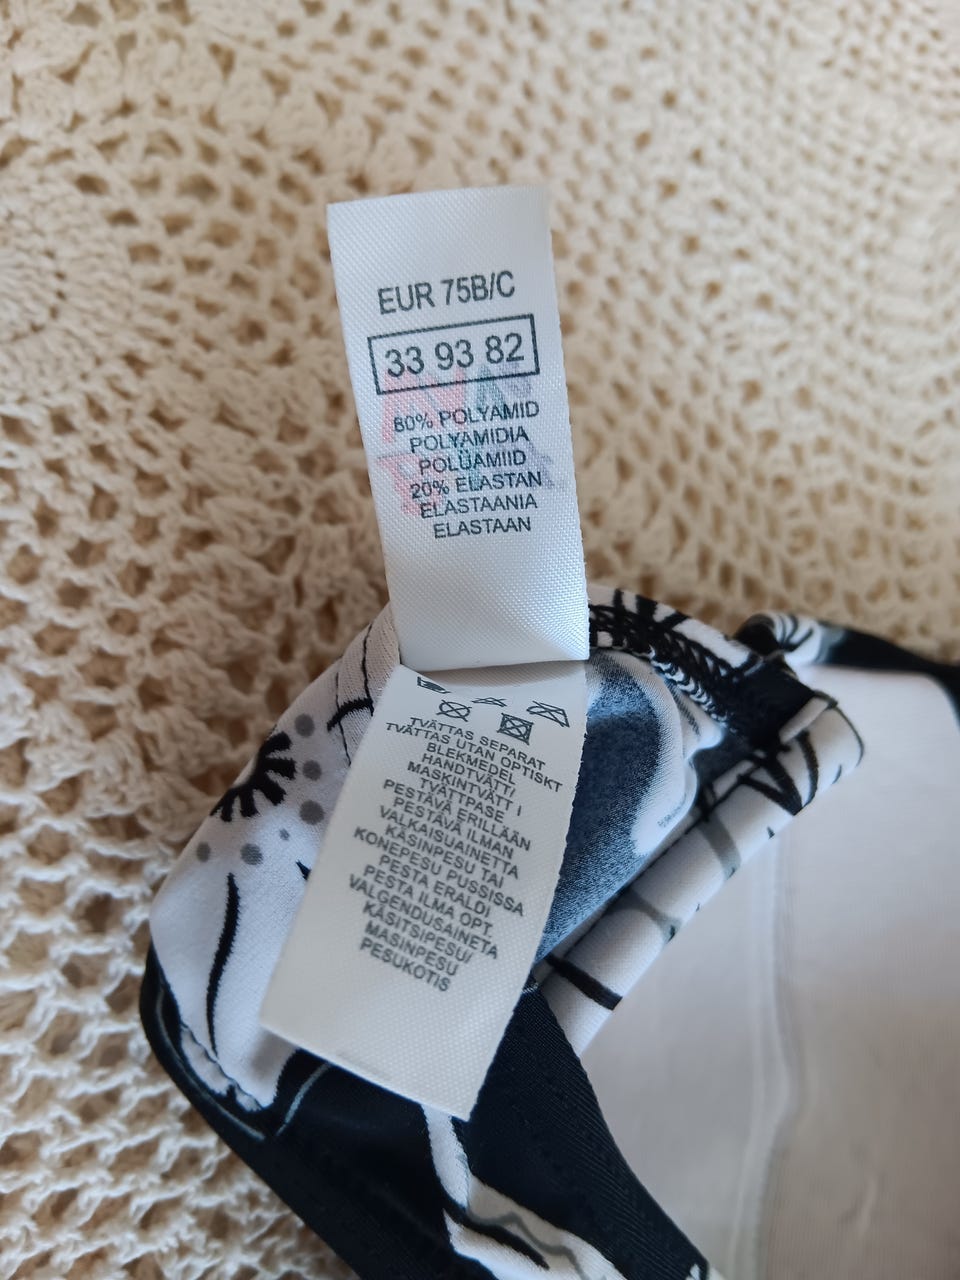 EUR 75B/C
33 93 82
80% POLYAMID
POLYAMIDIA
POLÜAMIID
20% ELASTAN
ELASTAANIA
ELASTAAN
TVÄTTAS SEPARAT
TVÄTTAS UTAN OPTISKT
BLEKMEDEL
HANDTVÄTT/
MASKINTVÄTT I
TVÄTTPASE
PESTÄVÄ ERILLÄÄN
PESTÄVÄ ILMAN
VALKAISUAINETTA
KÄSINPESU TAI
KONEPESU PUSSISSA
PESTA ERALDI
PESTA ILMA OPT.
VALGENDUSAINETA
KÄSITSIPESU/
MASINPESU
PESUKOTIS